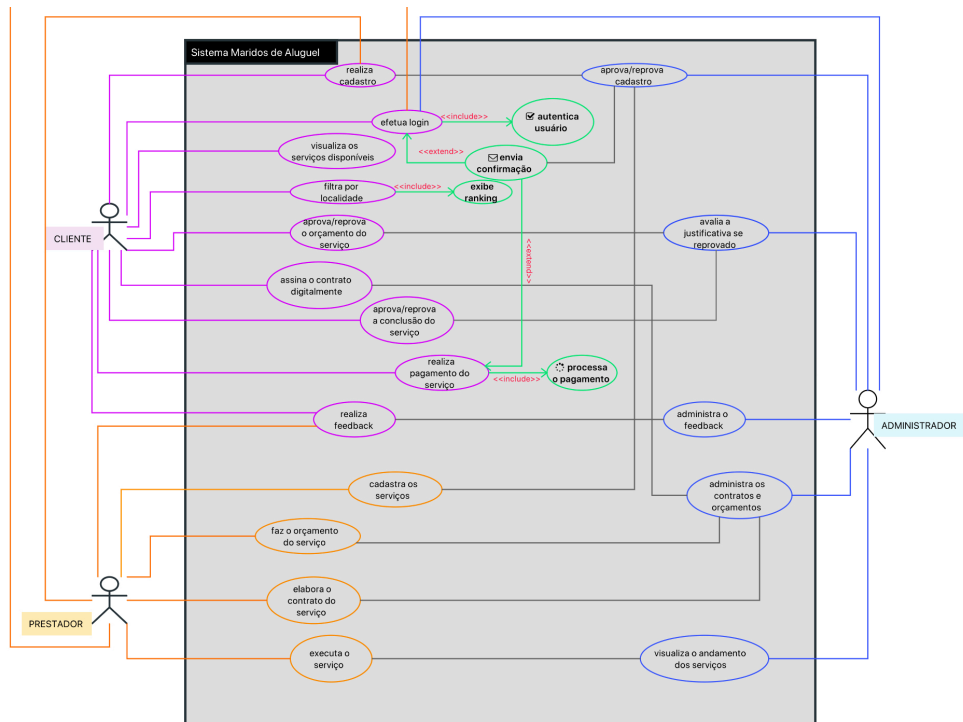 Sistema Maridos de Aluguel
realiza
cadastro
aprova/reprova
cadastro
efetua login
<<include>>
autentica
usuário
visualiza os
serviços disponíveis
<<extend>>
envia
confirmação
filtra por
localidade
<<include>>
exibe
ranking
CLIENTE
aprova/reprova
o orçamento do
serviço
<<extend>>
avalia a
justificativa se
reprovado
assina o contrato
digitalmente
aprova/reprova
a conclusão do
serviço
realiza
pagamento do
serviço
<<include>>
processa
o pagamento
realiza
feedback
administra o
feedback
ADMINISTRADOR
cadastra os
serviços
administra os
contratos e
orçamentos
faz o orçamento
do serviço
elabora o
contrato do
serviço
PRESTADOR
executa o
serviço
visualiza o andamento
dos serviços